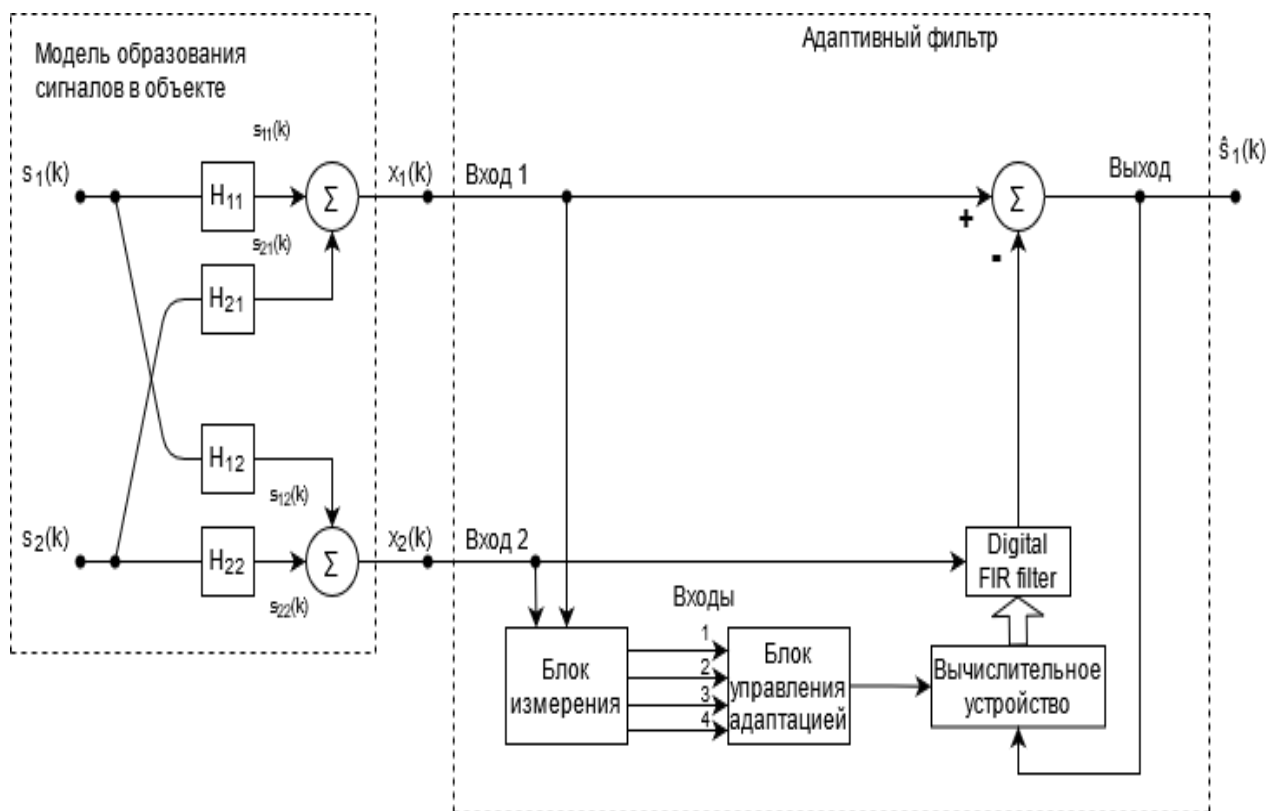 Модель образования
сигналов в объекте
Адаптивный фильтр
s₁(k)
s₁₁(k)
H₁₁
Σ
x₁(k)
Вход 1
+
-
Σ
Выход
ŝ₁(k)
s₂₁(k)
H₂₁
H₁₂
s₁₂(k)
s₂(k)
H₂₂
Σ
s₂₂(k)
x₂(k)
Вход 2
Digital
FIR filter
Входы
Блок
измерения
1
2
3
4
Блок
управления
адаптацией
Вычислительное
устройство